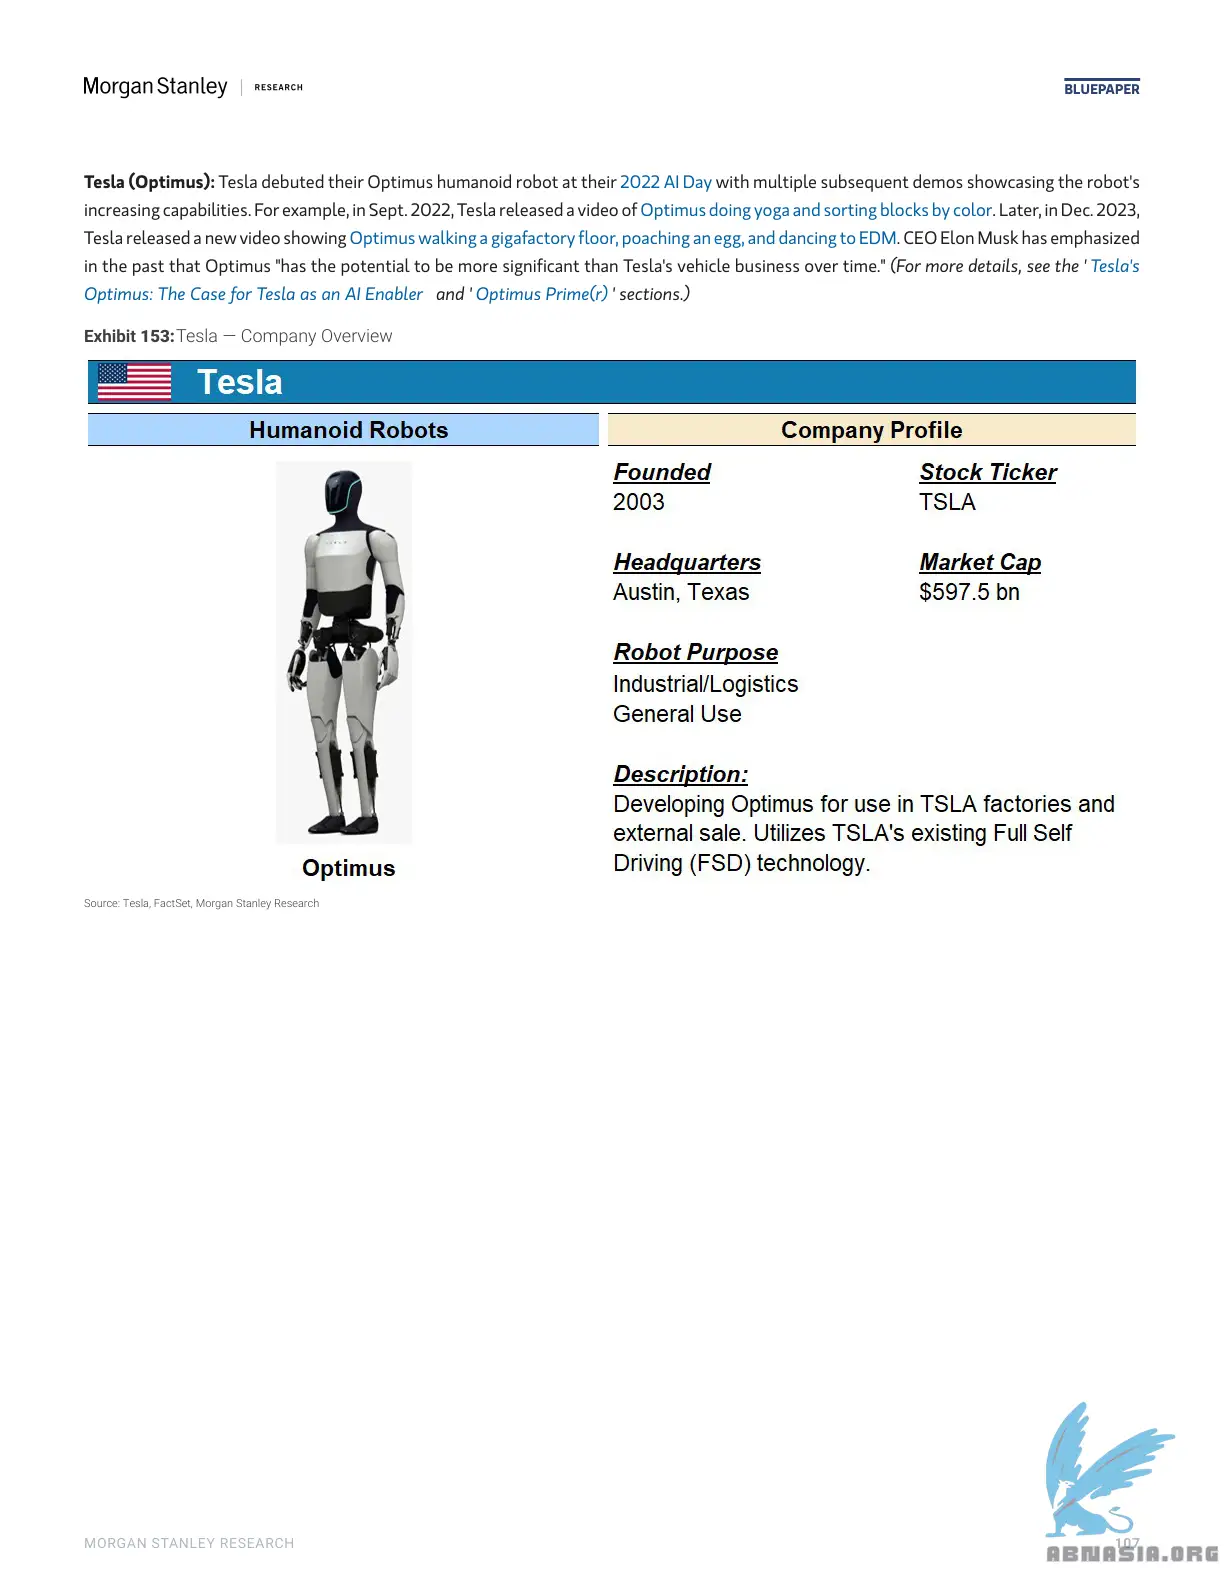 Morgan Stanley | RESEARCH
BLUEPAPER
Tesla (Optimus): Tesla debuted their Optimus humanoid robot at their 2022 AI Day with multiple subsequent demos showcasing the robot's
increasing capabilities. For example, in Sept. 2022, Tesla released a video of Optimus doing yoga and sorting blocks by color. Later, in Dec. 2023,
Tesla released a new video showing Optimus walking a gigafactory floor, poaching an egg, and dancing to EDM. CEO Elon Musk has emphasized
in the past that Optimus "has the potential to be more significant than Tesla's vehicle business over time." (For more details, see the ' Tesla's
Optimus: The Case for Tesla as an AI Enabler and ' Optimus Prime(r) ' sections.)
Exhibit 153: Tesla — Company Overview
Tesla
Humanoid Robots
Company Profile
Founded
2003
Stock Ticker
TSLA
Headquarters
Austin, Texas
Market Cap
$597.5 bn
Robot Purpose
Industrial/Logistics
General Use
Description:
Developing Optimus for use in TSLA factories and
external sale. Utilizes TSLA's existing Full Self
Driving (FSD) technology.
TESLA
Optimus
Source: Tesla, FactSet, Morgan Stanley Research
MORGAN STANLEY RESEARCH
107
ABNASIA.ORG